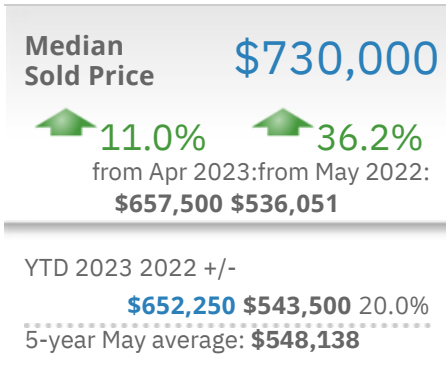 Median
Sold Price
$730,000
11.0% 36.2%
from Apr 2023:from May 2022:
$657,500 $536,051
YTD 2023 2022 +/-
$652,250 $543,500 20.0%
5-year May average: $548,138